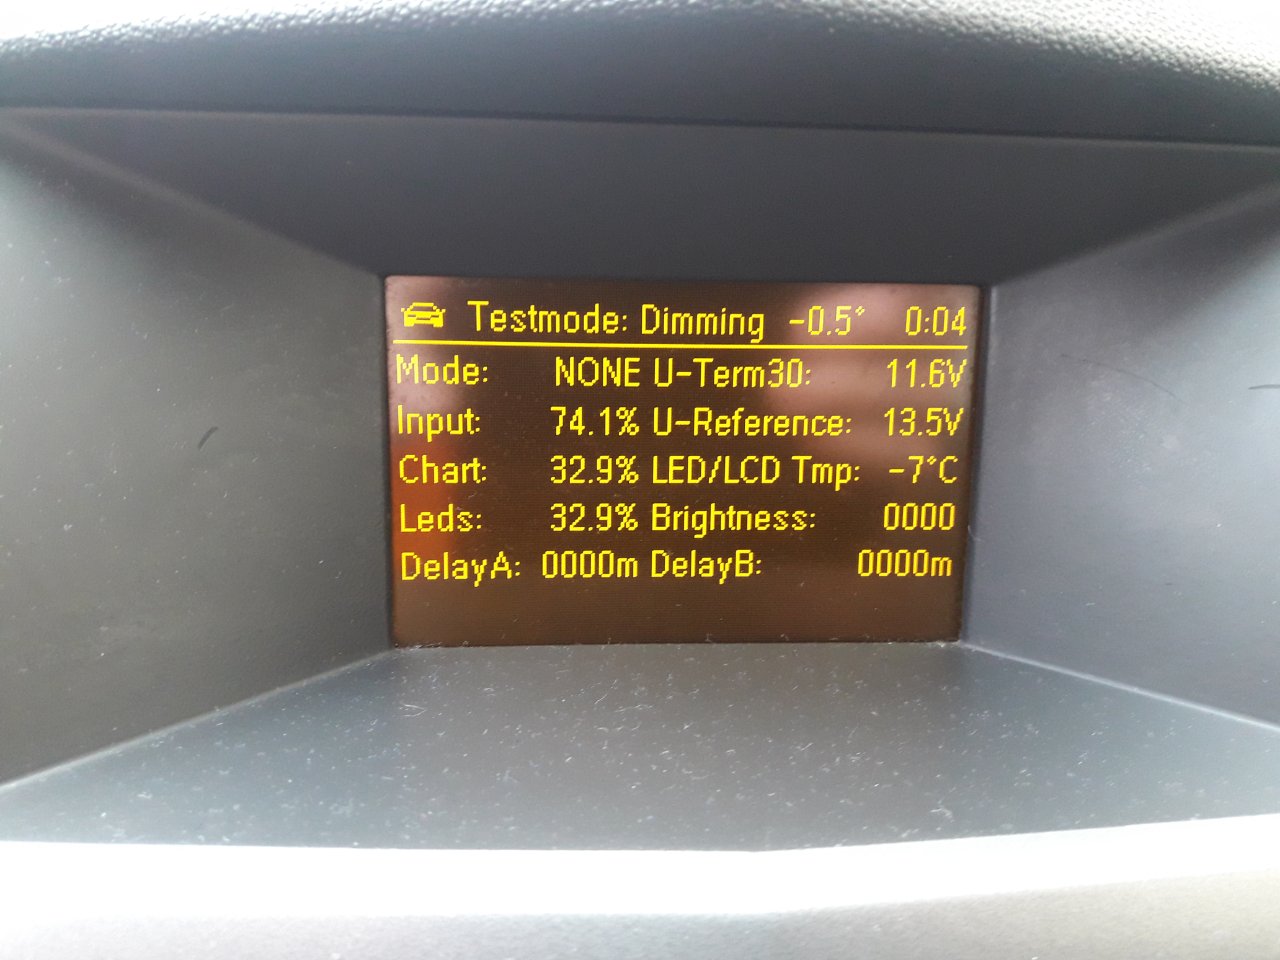 Testmode: Dimming -0.5° 0:04
Mode: NONE U-Term30: 11.6V
Input: 74.1% U-Reference: 13.5V
Chart: 32.9% LED/LCD Tmp: -7°C
Leds: 32.9% Brightness: 0000
DelayA: 0000m DelayB: 0000m